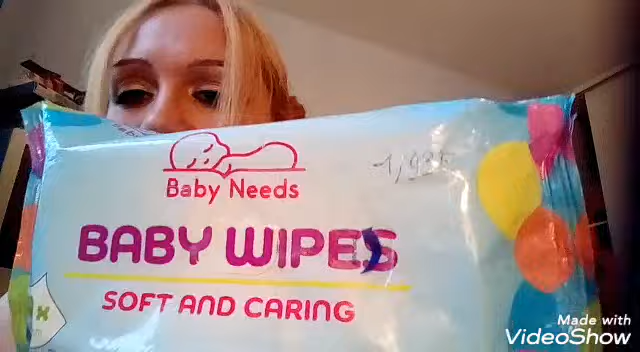 Baby Needs
BABY WIPES
SOFT AND CARING
Made with
VideoShow